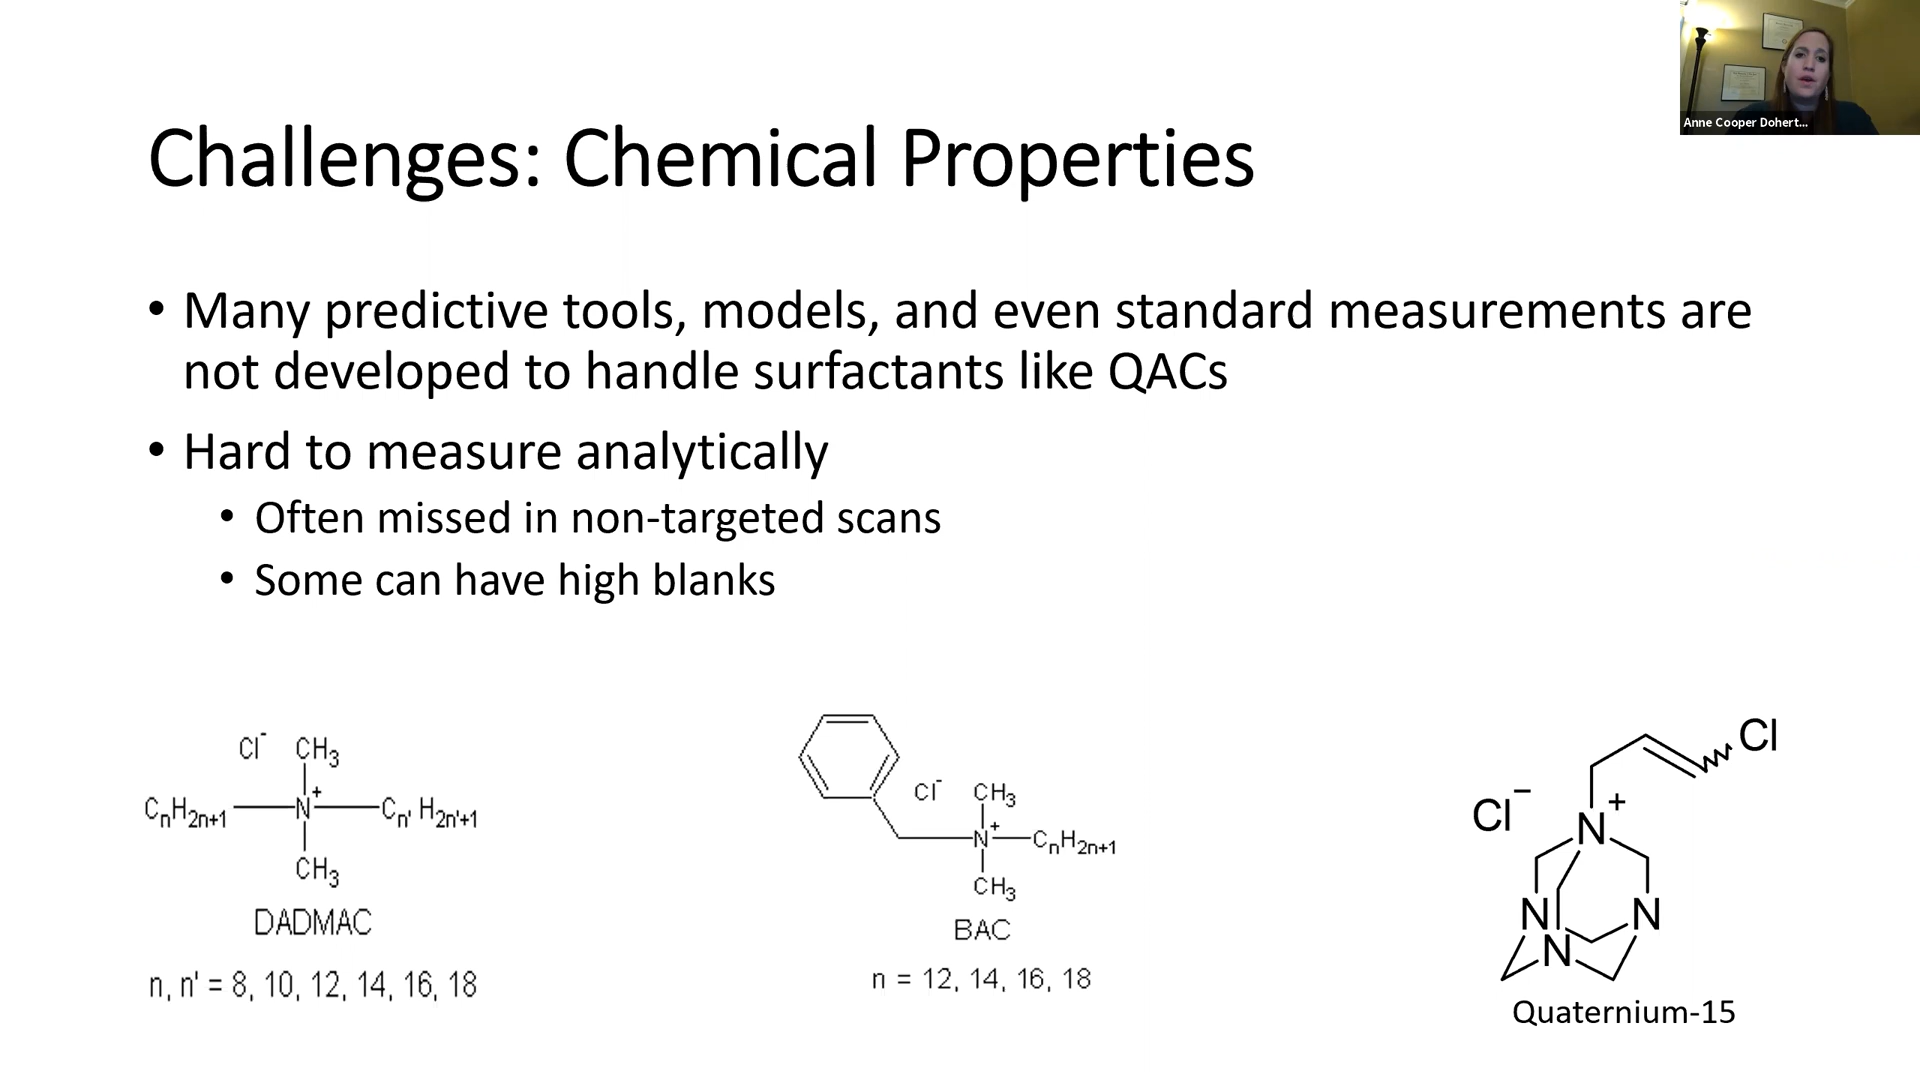 Anne Cooper Dohert...
Challenges: Chemical Properties
• Many predictive tools, models, and even standard measurements are
not developed to handle surfactants like QACs
• Hard to measure analytically
• Often missed in non-targeted scans
• Some can have high blanks
Cl⁻ CH₃
CₙH₂ₙ₊₁ N⁺ Cₙ' H₂ₙ'₊₁
CH₃
DADMAC
n, n' = 8, 10, 12, 14, 16, 18
Cl⁻ CH₃
N⁺ CₙH₂ₙ₊₁
CH₃
BAC
n = 12, 14, 16, 18
Cl
Cl⁻
N⁺
N N
N
Quaternium-15